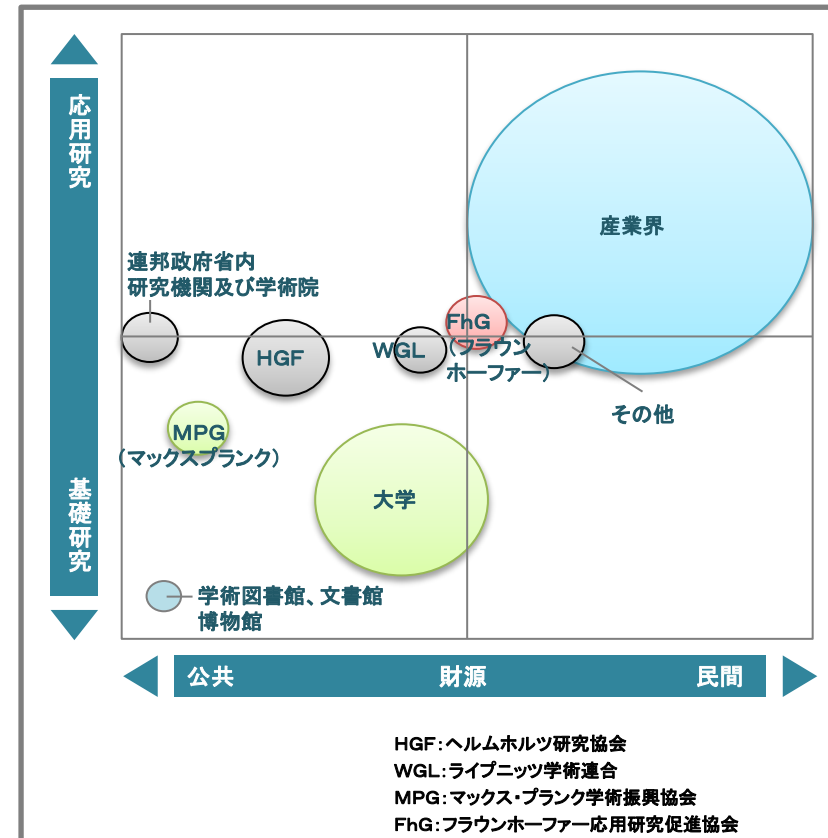 応用研究
産業界
連邦政府省内
研究機関及び学術院
FhG
(フラウン
ホーファー)
WGL
HGF
その他
MPG
(マックスプランク)
基礎研究
大学
学術図書館、文書館
博物館
公共
財源
民間
HGF:ヘルムホルツ研究協会
WGL:ライプニッツ学術連合
MPG:マックス・プランク学術振興協会
FhG:フラウンホーファー応用研究促進協会